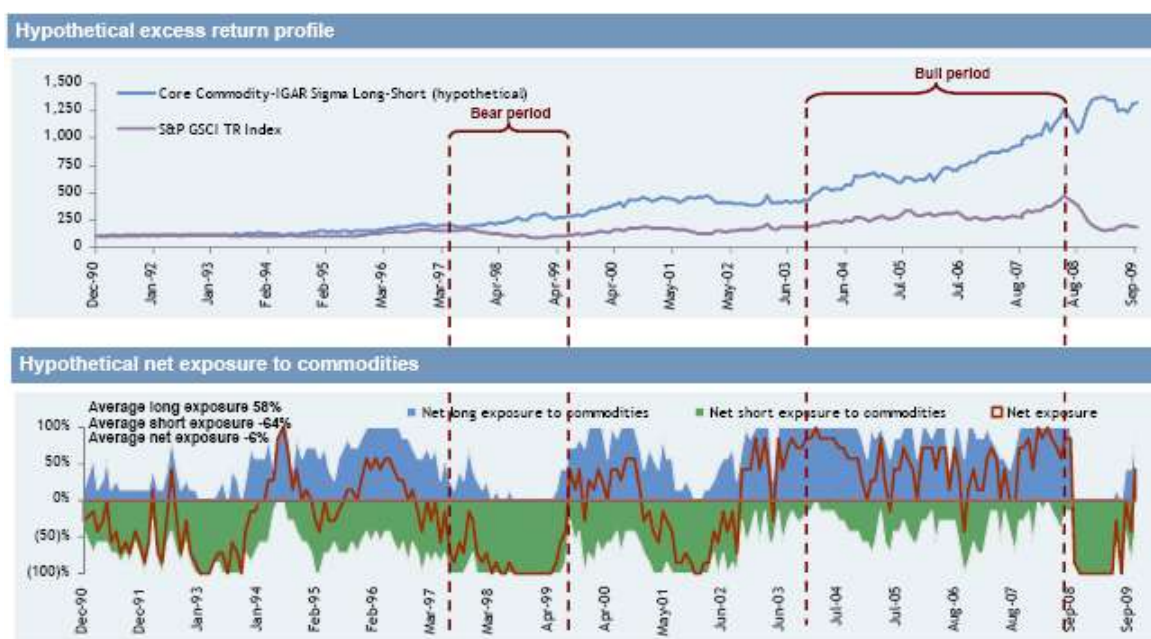 Hypothetical excess return profile
1,500
1,250
1,000
750
500
250
0
Core Commodity-IGAR Sigma Long-Short (hypothetical)
S&P GSCI TR Index
Bear period
Bull period
Dec-90
Jan-92
Jan-93
Feb-94
Feb-95
Mar-96
Mar-97
Apr-98
Apr-99
Apr-00
May-01
May-02
Jun-03
Jun-04
Jul-05
Jul-06
Aug-07
Aug-08
Sep-09
Hypothetical net exposure to commodities
Average long exposure 58%
Average short exposure -64%
Average net exposure -6%
Net long exposure to commodities
Net short exposure to commodities
Net exposure
100%
50%
0%
(50)%
(100)%
Dec-90
Dec-91
Jan-93
Jan-94
Feb-95
Feb-96
Mar-97
Mar-98
Apr-99
Apr-00
May-01
Jun-02
Jun-03
Jul-04
Jul-05
Aug-06
Aug-07
Sep-08
Sep-09